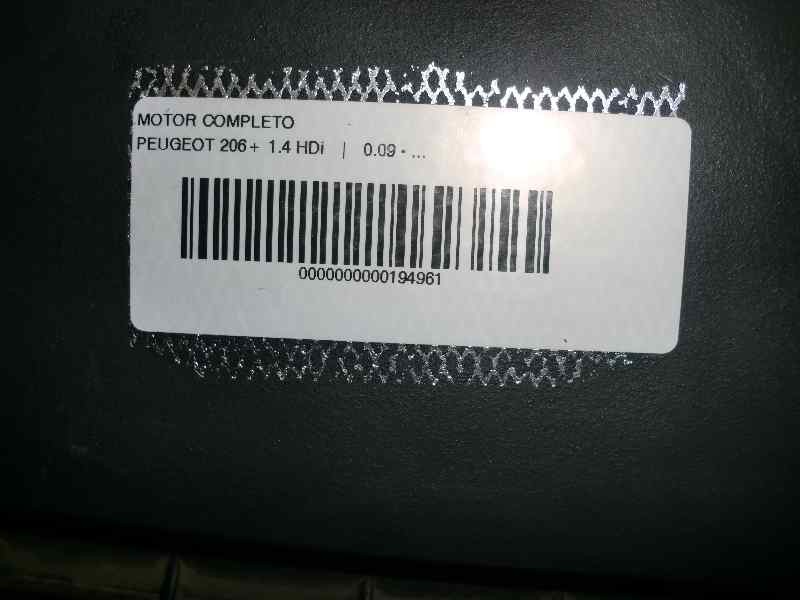 MOTOR COMPLETO
PEUGEOT 206+ 1.4 HDi | 0.09 - ...
0000000000194961